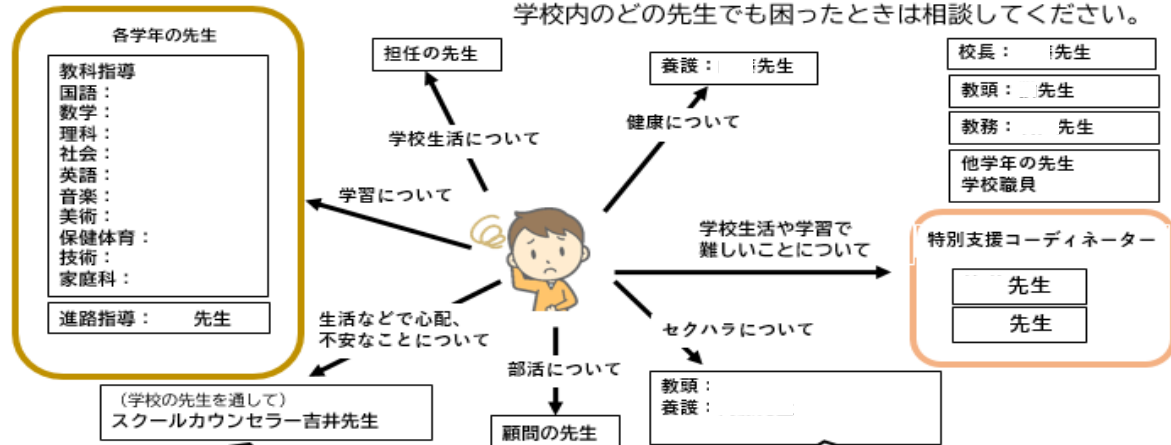 学校内のどの先生でも困ったときは相談してください。
各学年の先生
教科指導
国語：
数学：
理科：
社会：
英語：
音楽：
美術：
保健体育：
技術：
家庭科：
進路指導：　　先生
担任の先生
学校生活について
養護：　　先生
健康について
校長：　　先生
教頭：　　先生
教務：　　先生
他学年の先生
学校職員
学習について
学校生活や学習で
難しいことについて
特別支援コーディネーター
先生
先生
生活などで心配、
不安なことについて
（学校の先生を通して）
スクールカウンセラー吉井先生
部活について
顧問の先生
セクハラについて
教頭：
養護：